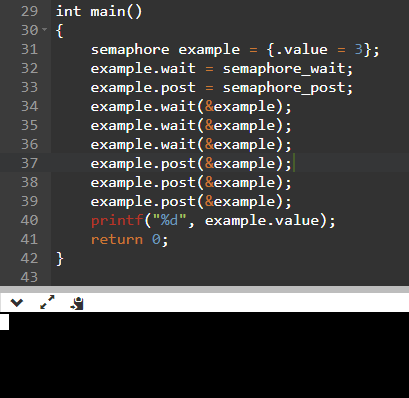 29 int main()
30 {
31 semaphore example = {.value = 3};
32 example.wait = semaphore_wait;
33 example.post = semaphore_post;
34 example.wait(&example);
35 example.wait(&example);
36 example.wait(&example);
37 example.post(&example);
38 example.post(&example);
39 example.post(&example);
40 printf("%d", example.value);
41 return 0;
42 }
43